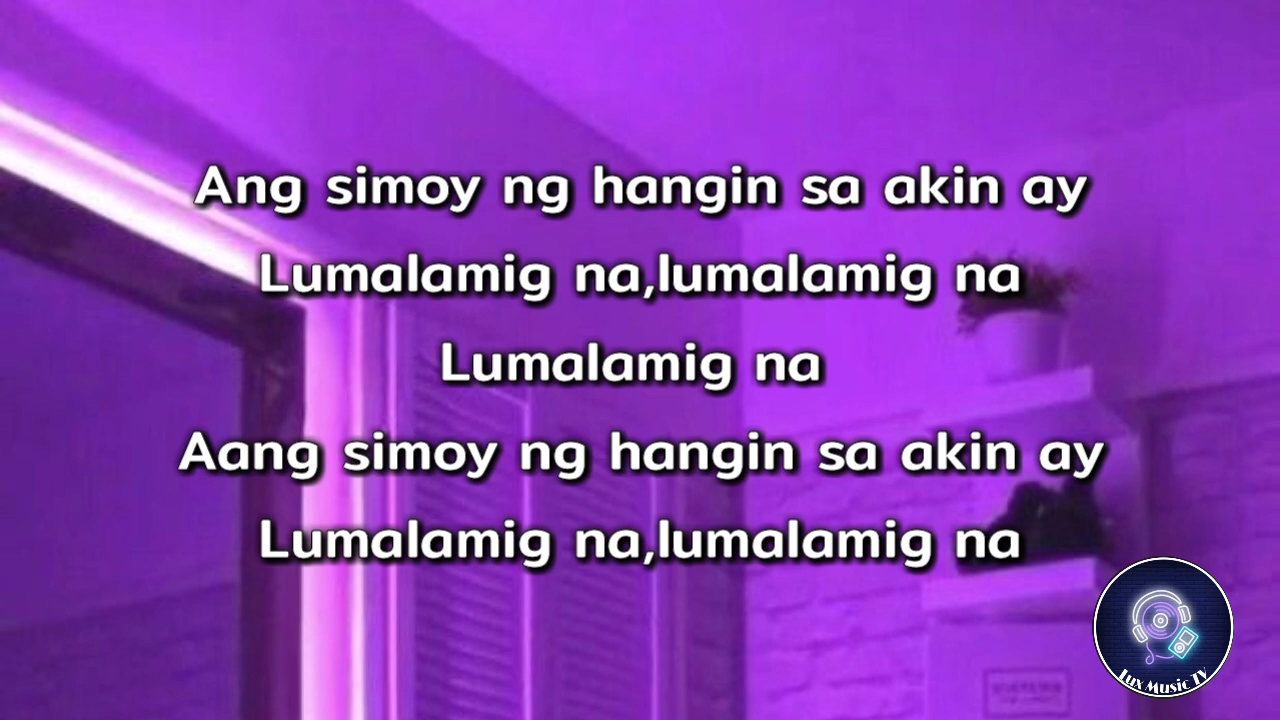 Ang simoy ng hangin sa akin ay
Lumalamig na,lumalamig na
Lumalamig na
Aang simoy ng hangin sa akin ay
Lumalamig na,lumalamig na
Lux Music TV